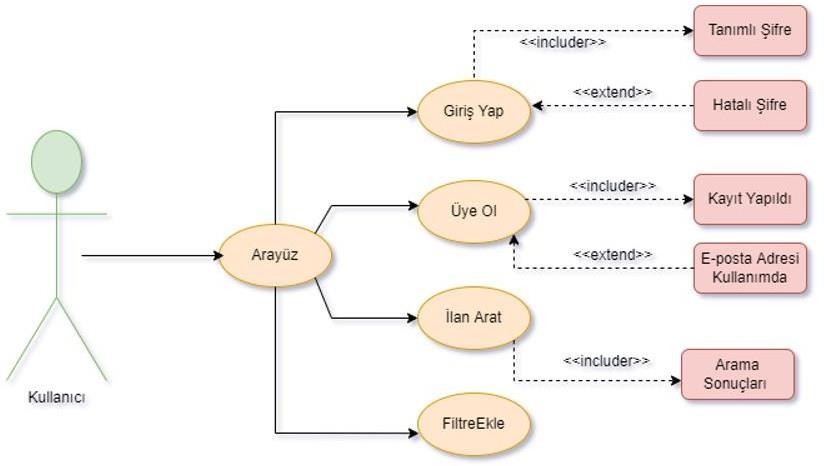 Tanımlı Şifre
<<includer>>
<<extend>>
Hatalı Şifre
Giriş Yap
<<includer>>
Kayıt Yapıldı
Üye Ol
<<extend>>
E-posta Adresi
Kullanımda
Arayüz
İlan Arat
<<includer>>
Arama
Sonuçları
Kullanıcı
FiltreEkle